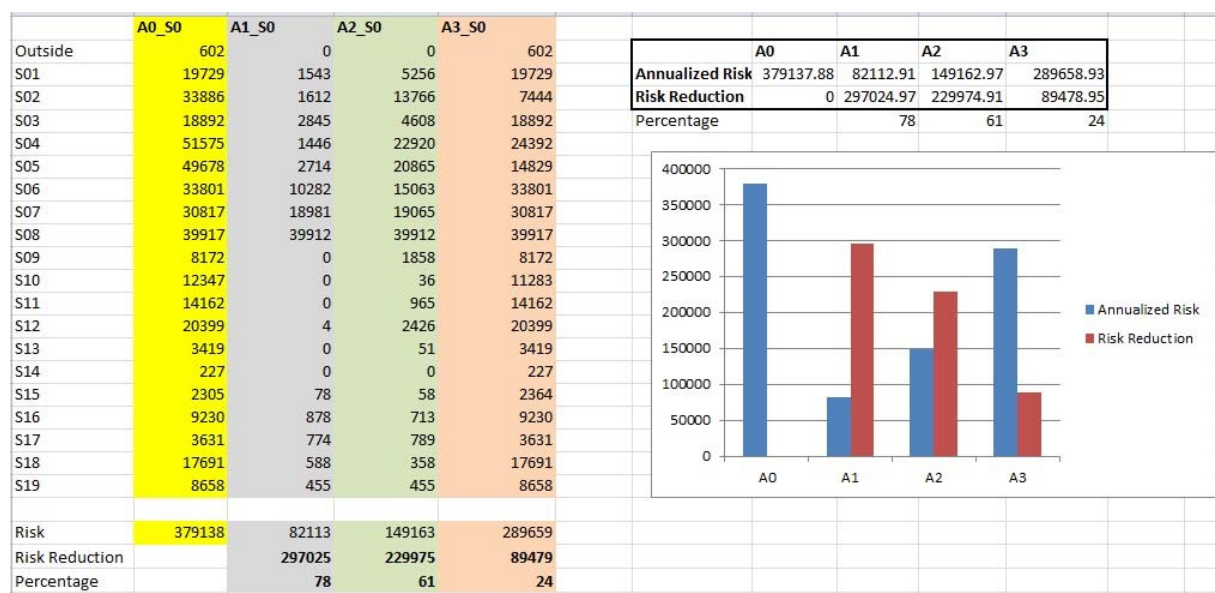 A0_S0 A1_S0 A2_S0 A3_S0
Outside 602 0 0 602
S01 19729 1543 5256 19729
S02 33886 1612 13766 7444
S03 18892 2845 4608 18892
S04 51575 1446 22920 24392
S05 49678 2714 20865 14829
S06 33801 10282 15063 33801
S07 30817 18981 19065 30817
S08 39917 39912 39912 39917
S09 8172 0 1858 8172
S10 12347 0 36 11283
S11 14162 0 965 14162
S12 20399 4 2426 20399
S13 3419 0 51 3419
S14 227 0 0 227
S15 2305 78 58 2364
S16 9230 878 713 9230
S17 3631 774 789 3631
S18 17691 588 358 17691
S19 8658 455 455 8658
Risk 379138 82113 149163 289659
Risk Reduction 297025 229975 89479
Percentage 78 61 24
A0 A1 A2 A3
Annualized Risk 379137.88 82112.91 149162.97 289658.93
Risk Reduction 0 297024.97 229974.91 89478.95
Percentage 78 61 24
400000
350000
300000
250000
200000
150000
100000
50000
0
A0 A1 A2 A3
Annualized Risk
Risk Reduction